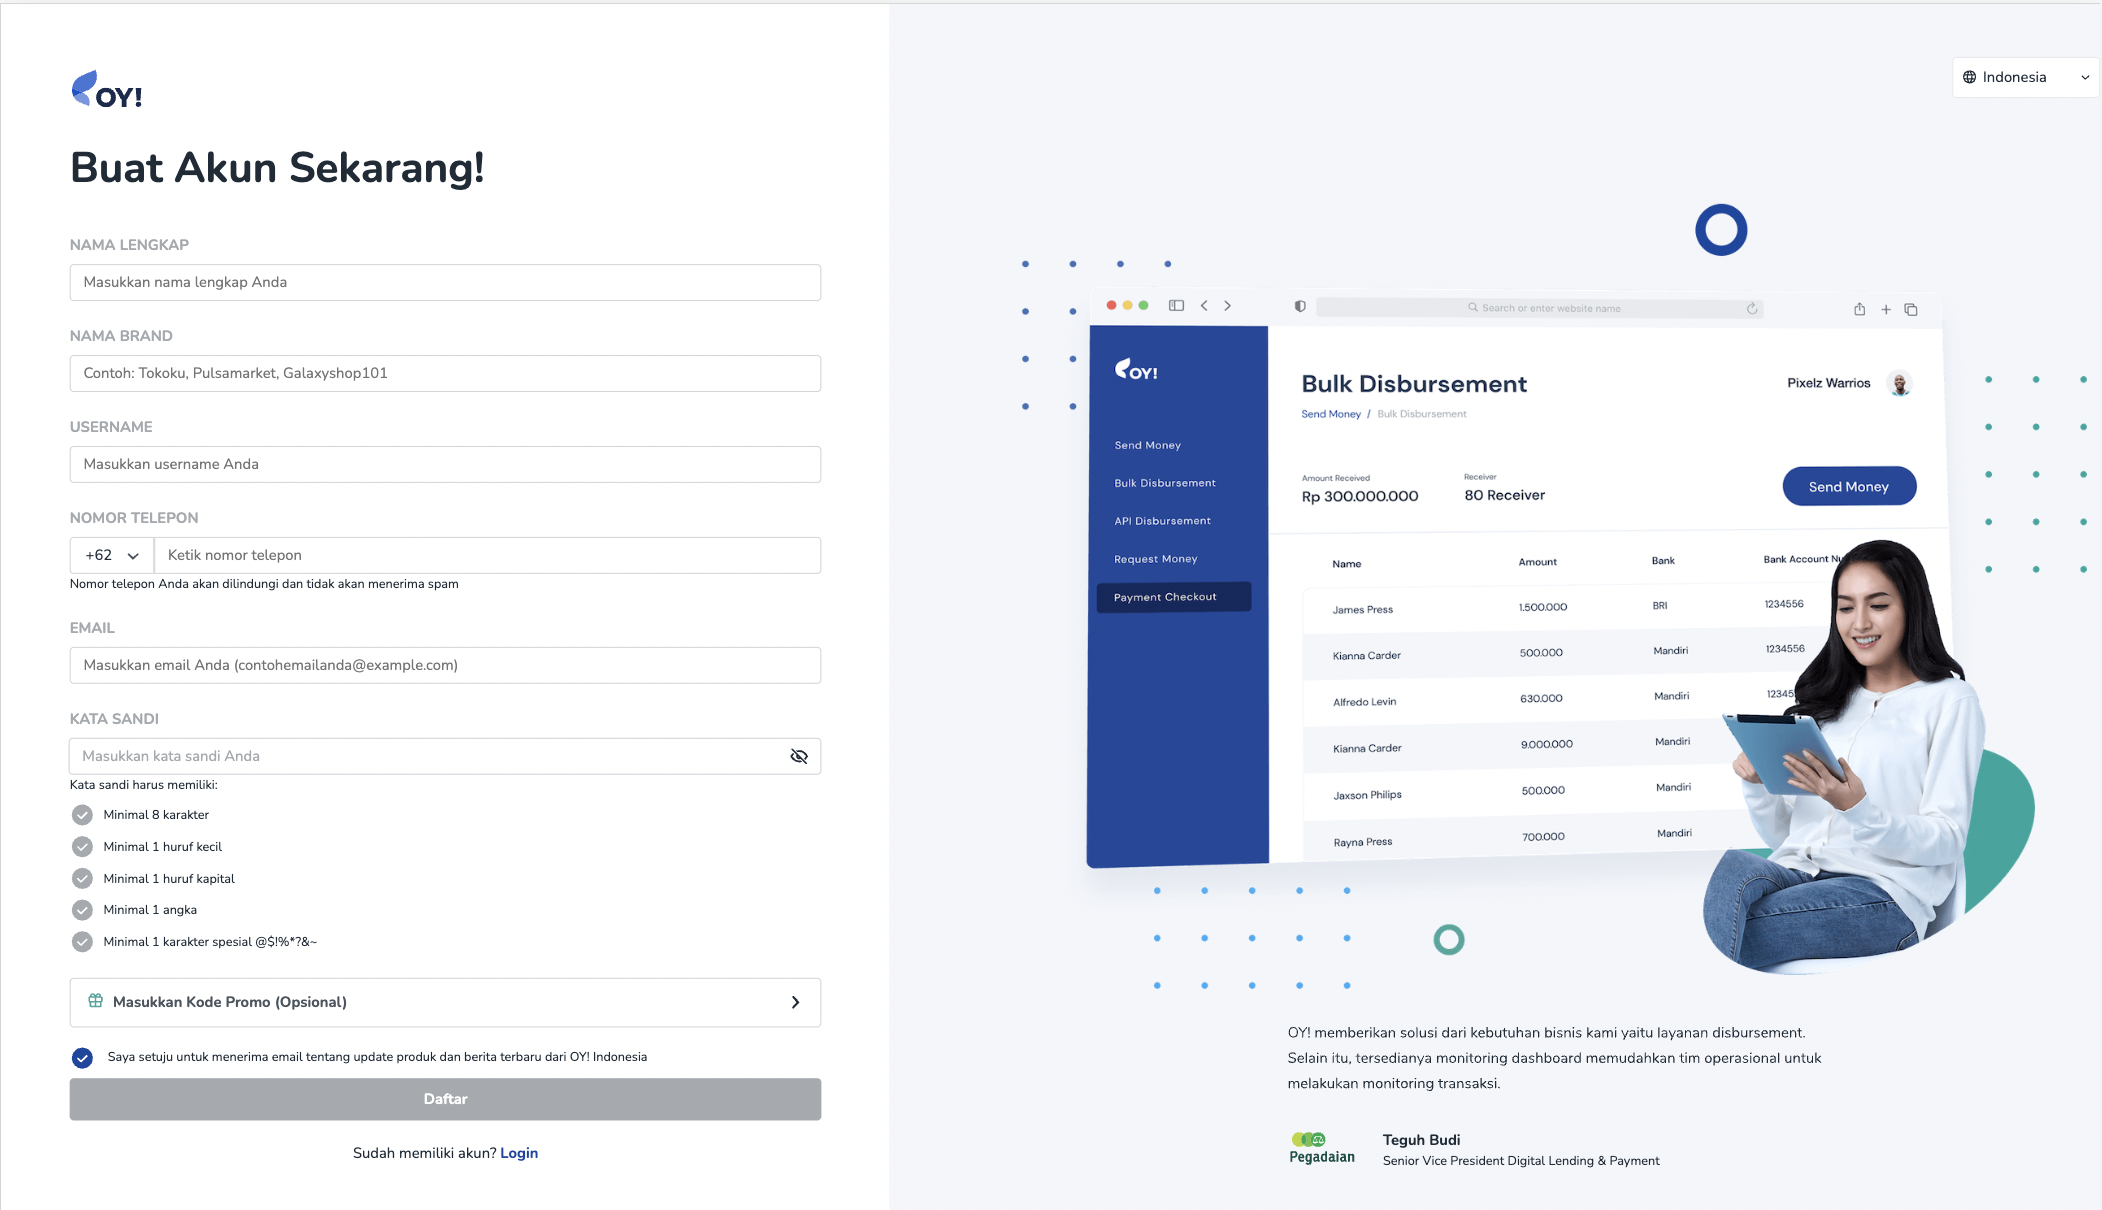 OY!
Buat Akun Sekarang!
NAMA LENGKAP
Masukkan nama lengkap Anda
NAMA BRAND
Contoh: Tokoku, Pulsamarket, Galaxyshop101
USERNAME
Masukkan username Anda
NOMOR TELEPON
+62 Ketik nomor telepon
Nomor telepon Anda akan dilindungi dan tidak akan menerima spam
EMAIL
Masukkan email Anda (contohemailanda@example.com)
KATA SANDI
Masukkan kata sandi Anda
Kata sandi harus memiliki:
Minimal 8 karakter
Minimal 1 huruf kecil
Minimal 1 huruf kapital
Minimal 1 angka
Minimal 1 karakter spesial @$!%*?&~
Masukkan Kode Promo (Opsional)
Saya setuju untuk menerima email tentang update produk dan berita terbaru dari OY! Indonesia
Daftar
Sudah memiliki akun? Login
Indonesia
Search or enter website name
OY!
Send Money
Bulk Disbursement
API Disbursement
Request Money
Payment Checkout
Bulk Disbursement
Pixelz Warrios
Send Money / Bulk Disbursement
Amount Received
Rp 300.000.000
Receiver
80 Receiver
Send Money
Name Amount Bank Bank Account Nu
James Press 1.500.000 BRI 1234556
Kianna Carder 500.000 Mandiri 1234556
Alfredo Levin 630.000 Mandiri 12345
Kianna Carder 9.000.000 Mandiri
Jaxson Philips 500.000 Mandiri
Rayna Press 700.000 Mandiri
OY! memberikan solusi dari kebutuhan bisnis kami yaitu layanan disbursement.
Selain itu, tersedianya monitoring dashboard memudahkan tim operasional untuk
melakukan monitoring transaksi.
Pegadaian
Teguh Budi
Senior Vice President Digital Lending & Payment